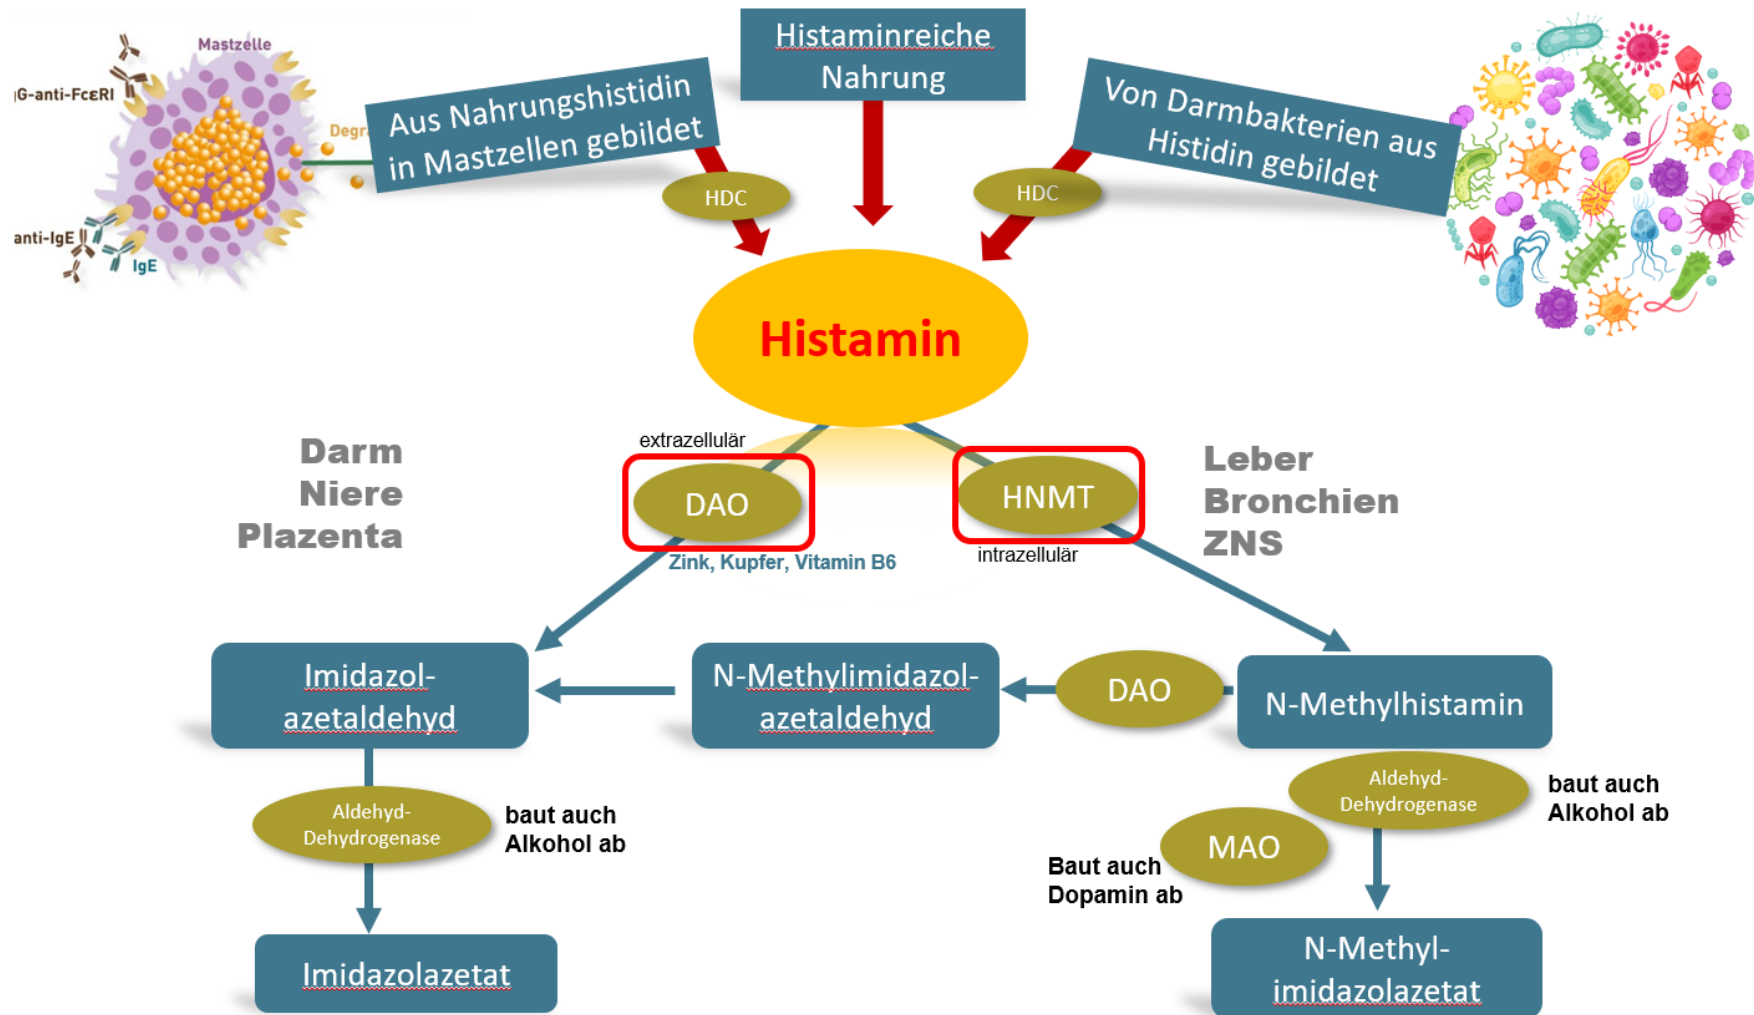 Mastzelle
G-anti-FcεRI
Degra
anti-IgE
IgE
Aus Nahrungshistidin
in Mastzellen gebildet
Histaminreiche
Nahrung
Von Darmbakterien aus
Histidin gebildet
HDC
HDC
Histamin
Darm
Niere
Plazenta
extrazellulär
DAO
Zink, Kupfer, Vitamin B6
HNMT
intrazellulär
Leber
Bronchien
ZNS
Imidazol-
azetaldehyd
N-Methylimidazol-
azetaldehyd
DAO
N-Methylhistamin
Aldehyd-
Dehydrogenase
baut auch
Alkohol ab
Aldehyd-
Dehydrogenase
baut auch
Alkohol ab
MAO
Baut auch
Dopamin ab
Imidazolazetat
N-Methyl-
imidazolazetat